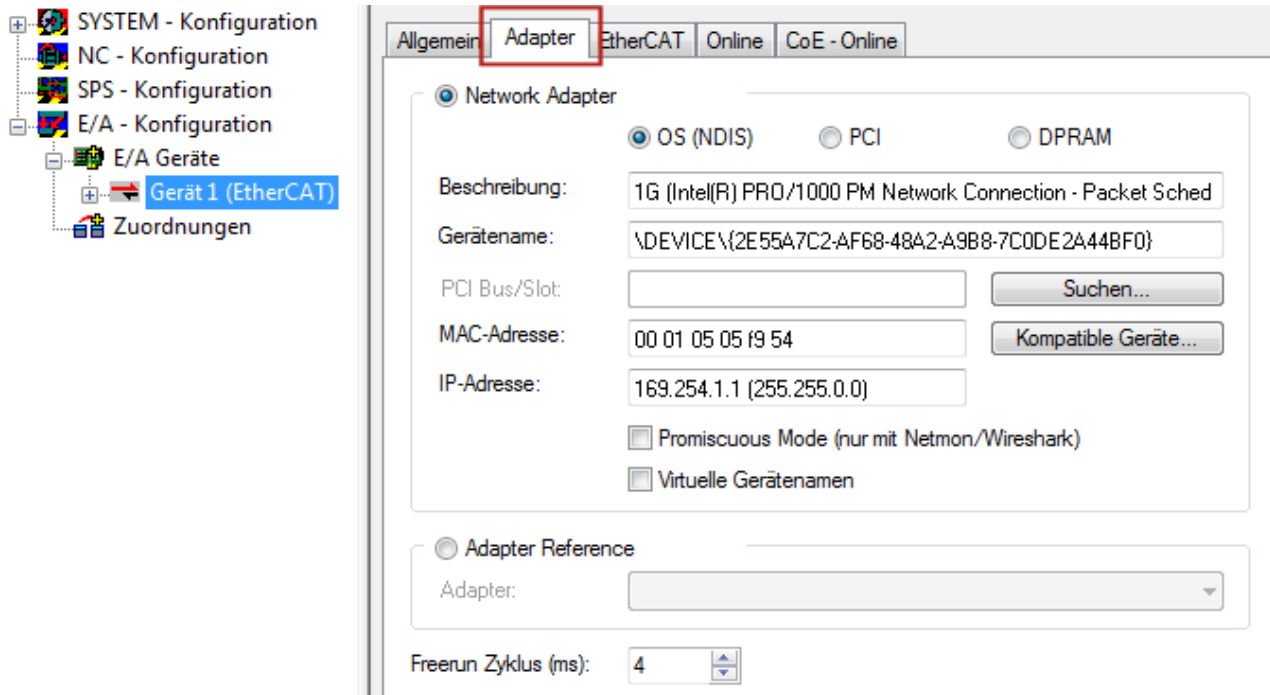 SYSTEM - Konfiguration
NC - Konfiguration
SPS - Konfiguration
E/A - Konfiguration
E/A Geräte
Gerät 1 (EtherCAT)
Zuordnungen
Allgemein Adapter EtherCAT Online CoE - Online
Network Adapter
OS (NDIS) PCI DPRAM
Beschreibung: 1G (Intel(R) PRO/1000 PM Network Connection - Packet Sched
Gerätename: \DEVICE\{2E55A7C2-AF68-48A2-A9B8-7C0DE2A44BF0}
PCI Bus/Slot: Suchen...
MAC-Adresse: 00 01 05 05 f9 54 Kompatible Geräte...
IP-Adresse: 169.254.1.1 (255.255.0.0)
Promiscuous Mode (nur mit Netmon/Wireshark)
Virtuelle Gerätenamen
Adapter Reference
Adapter:
Freerun Zyklus (ms): 4